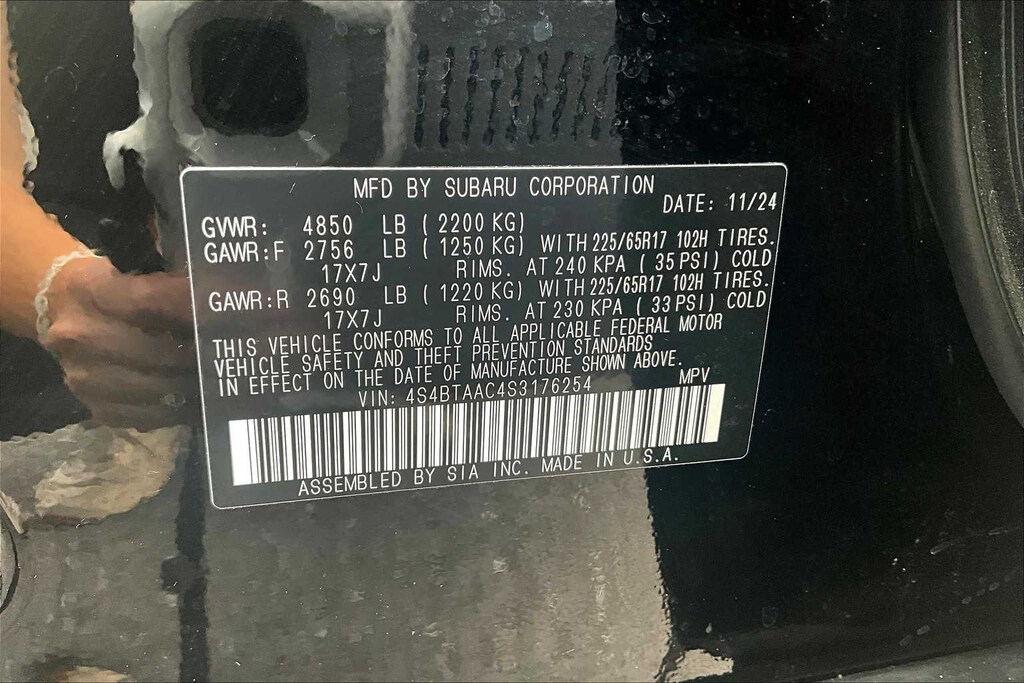 MFD BY SUBARU CORPORATION
DATE: 11/24
GVWR: 4850 LB (2200 KG)
GAWR:F 2756 LB (1250 KG) WITH 225/65R17 102H TIRES.
17X7J RIMS. AT 240 KPA (35 PSI) COLD
GAWR:R 2690 LB (1220 KG) WITH 225/65R17 102H TIRES.
17X7J RIMS. AT 230 KPA (33 PSI) COLD
THIS VEHICLE CONFORMS TO ALL APPLICABLE FEDERAL MOTOR
VEHICLE SAFETY AND THEFT PREVENTION STANDARDS
IN EFFECT ON THE DATE OF MANUFACTURE SHOWN ABOVE.
VIN: 4S4BTAAC4S3176254 MPV
ASSEMBLED BY SIA INC. MADE IN U.S.A.